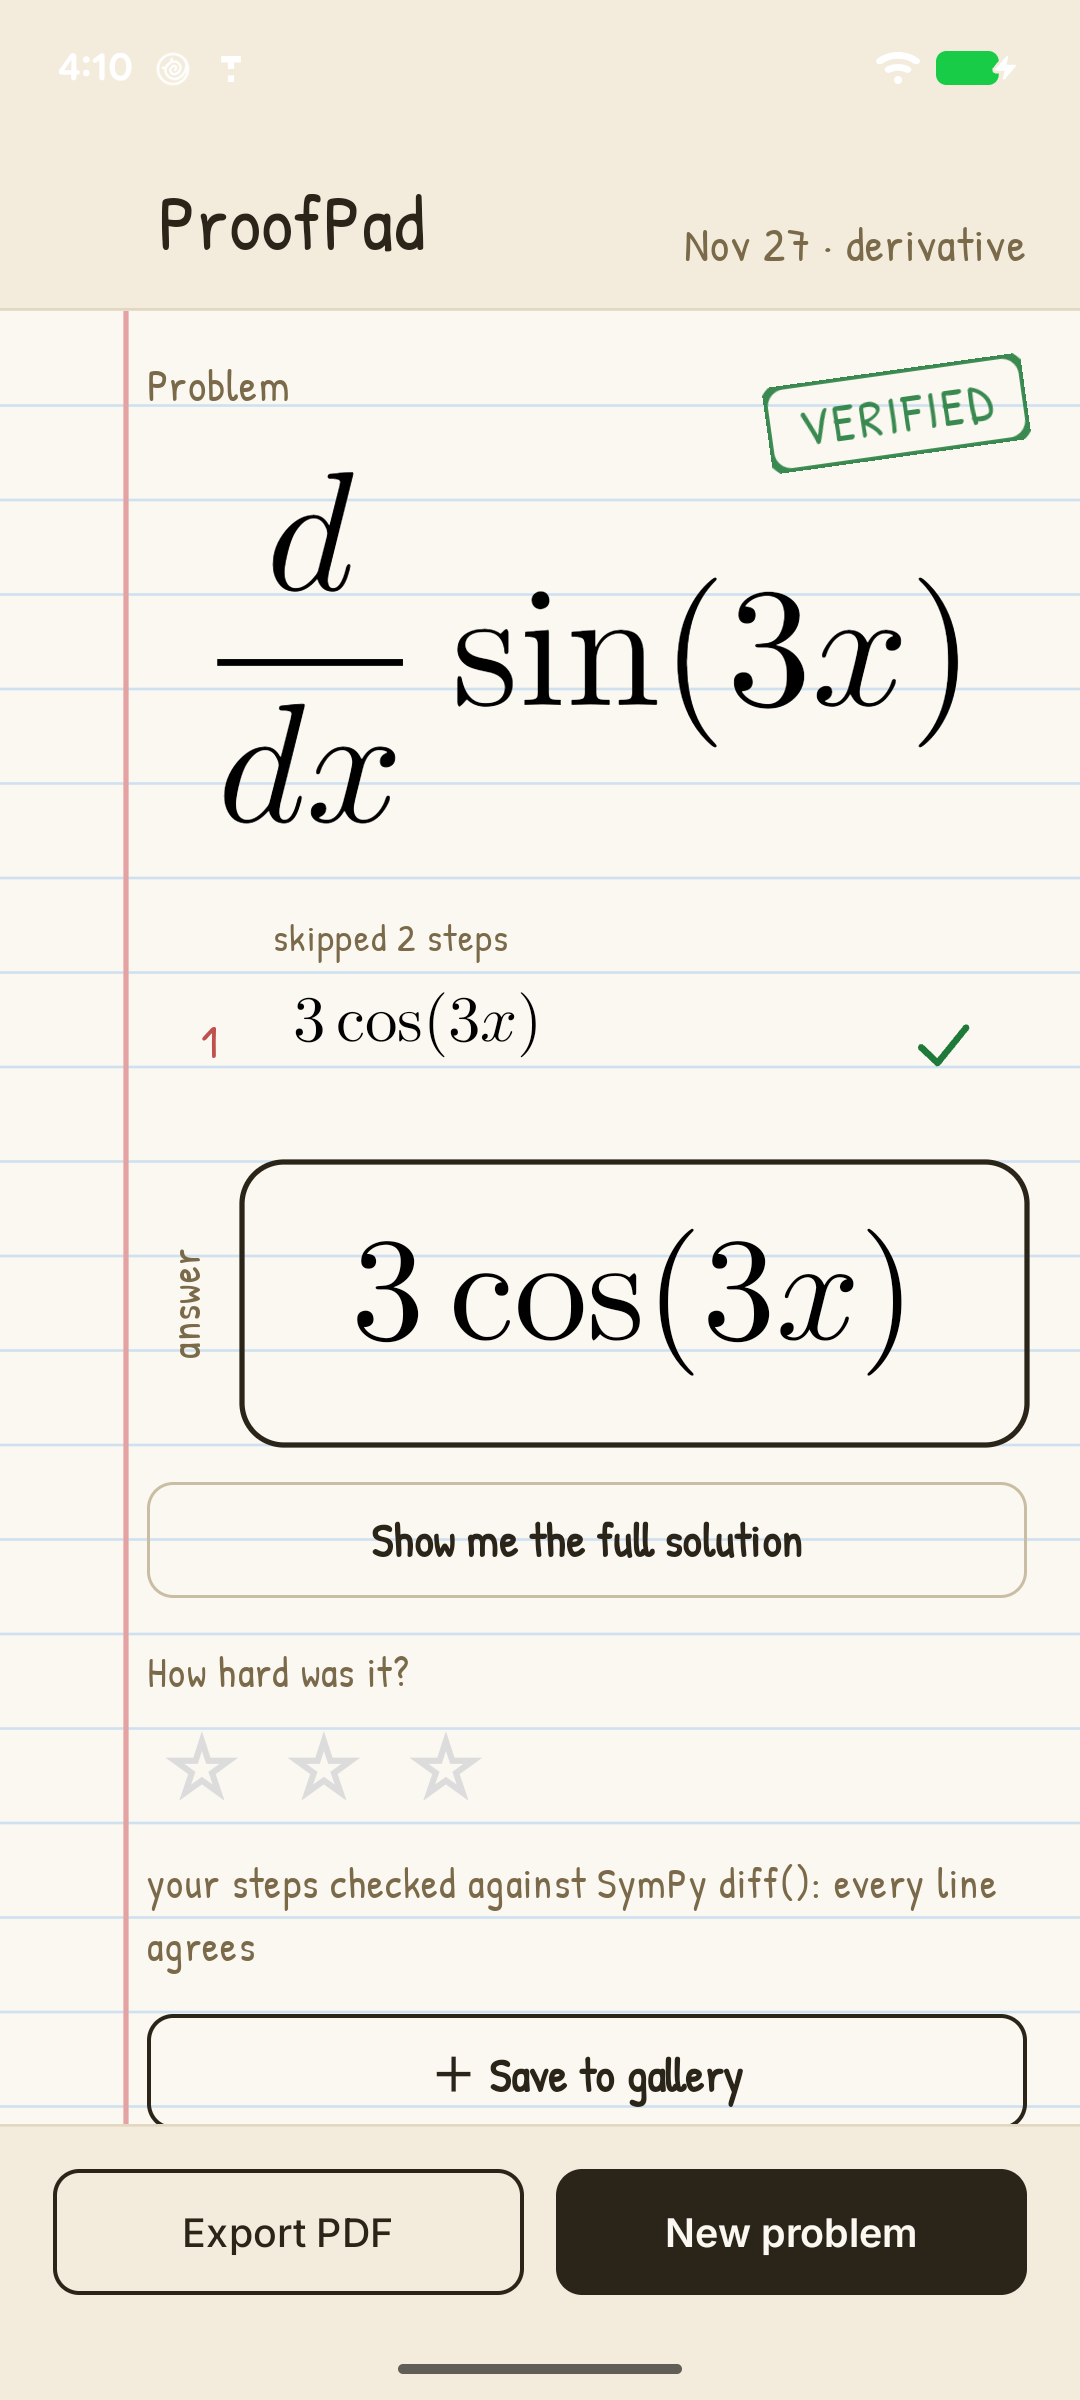 4:10
ProofPad
Nov 27 · derivative
Problem
VERIFIED
d/dx sin(3x)
skipped 2 steps
1 3 cos(3x) ✓
answer
3 cos(3x)
Show me the full solution
How hard was it?
☆ ☆ ☆
your steps checked against SymPy diff(): every line
agrees
+ Save to gallery
Export PDF
New problem